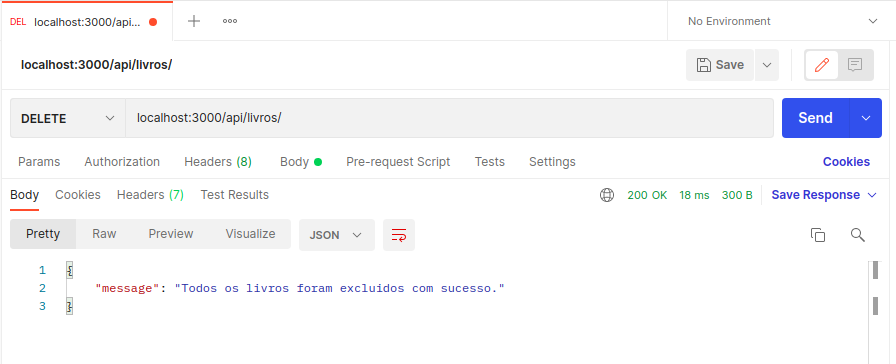 DEL localhost:3000/api... No Environment
localhost:3000/api/livros/ Save
DELETE localhost:3000/api/livros/ Send
Params Authorization Headers (8) Body Pre-request Script Tests Settings Cookies
Body Cookies Headers (7) Test Results 200 OK 18 ms 300 B Save Response
Pretty Raw Preview Visualize JSON
1 {
2 "message": "Todos os livros foram excluidos com sucesso."
3 }